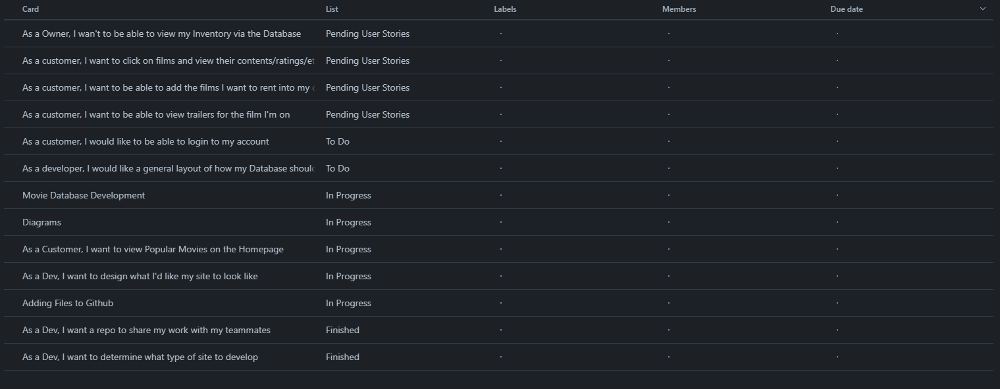 Card List Labels Members Due date
As a Owner, I wan't to be able to view my Inventory via the Database Pending User Stories
As a customer, I want to click on films and view their contents/ratings/et Pending User Stories
As a customer, I want to be able to add the films I want to rent into my Pending User Stories
As a customer, I want to be able to view trailers for the film I'm on Pending User Stories
As a customer, I would like to be able to login to my account To Do
As a developer, I would like a general layout of how my Database should To Do
Movie Database Development In Progress
Diagrams In Progress
As a Customer, I want to view Popular Movies on the Homepage In Progress
As a Dev, I want to design what I'd like my site to look like In Progress
Adding Files to Github In Progress
As a Dev, I want a repo to share my work with my teammates Finished
As a Dev, I want to determine what type of site to develop Finished